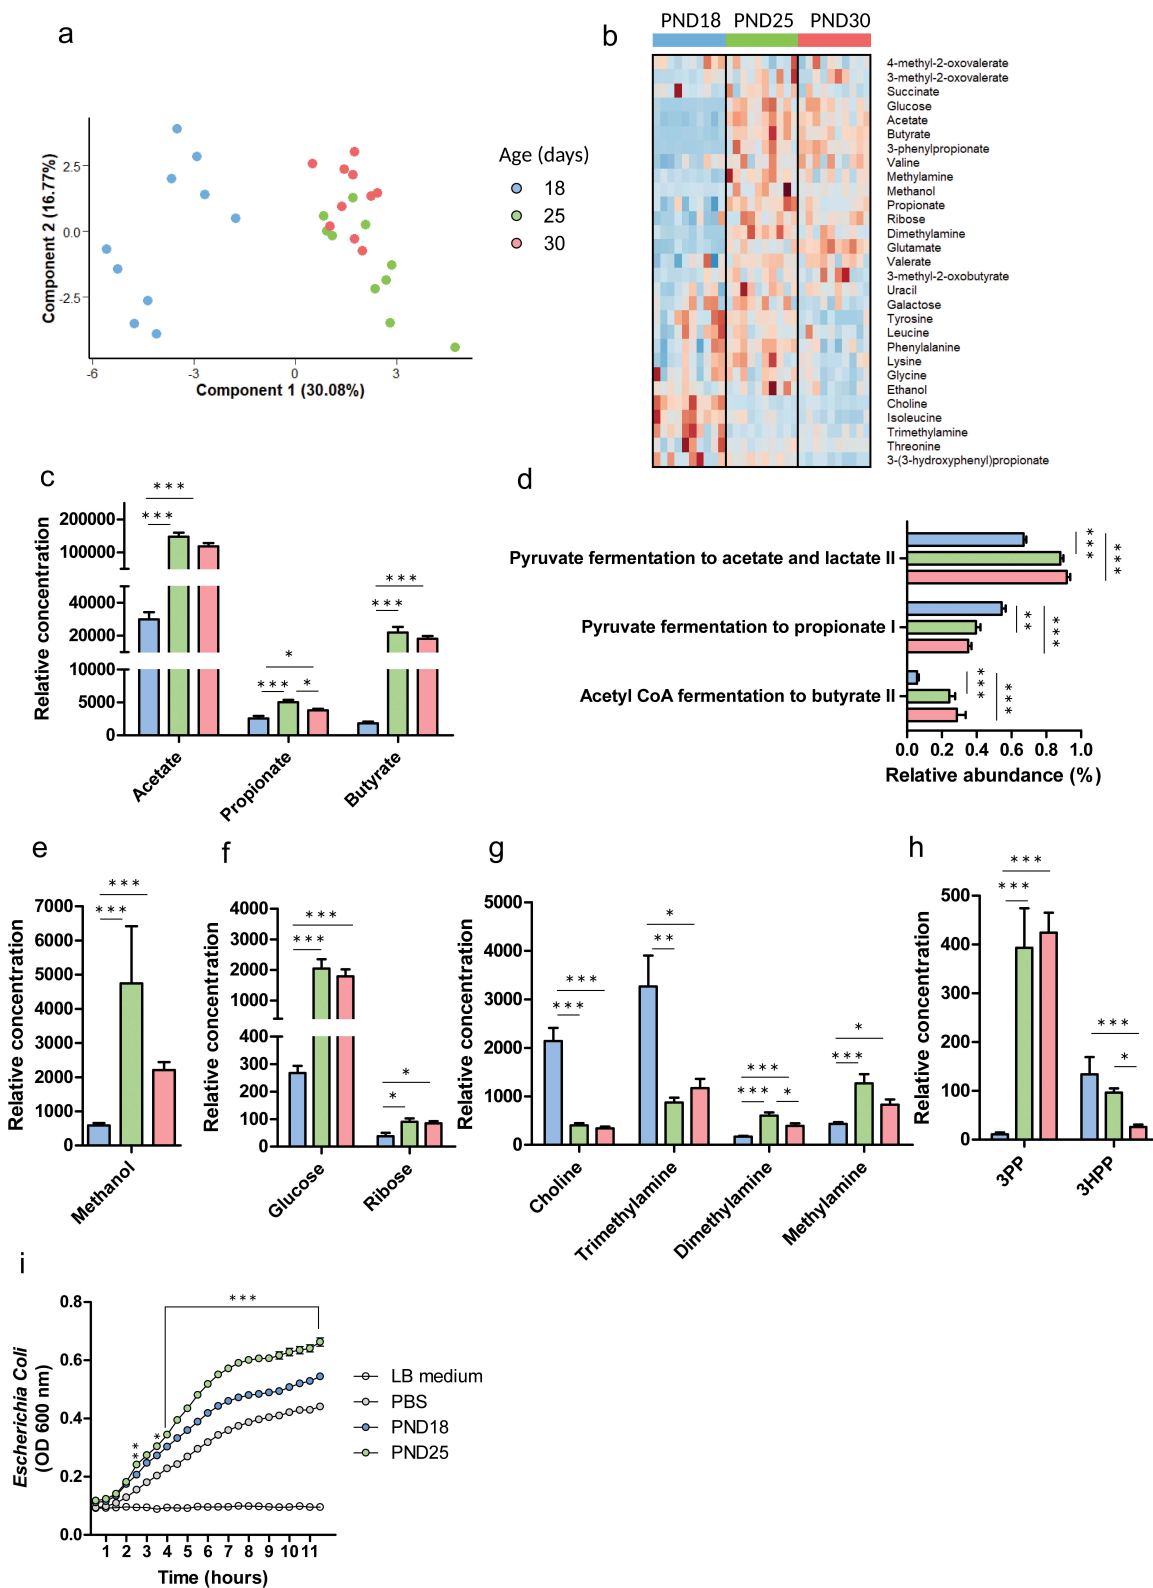 a
Component 2 (16.77%)
2.5
0.0
-2.5
-6
-3
0
3
Component 1 (30.08%)
Age (days)
18
25
30
b
PND18 PND25 PND30
4-methyl-2-oxovalerate
3-methyl-2-oxovalerate
Succinate
Glucose
Acetate
Butyrate
3-phenylpropionate
Valine
Methylamine
Methanol
Propionate
Ribose
Dimethylamine
Glutamate
Valerate
3-methyl-2-oxobutyrate
Uracil
Galactose
Tyrosine
Leucine
Phenylalanine
Lysine
Glycine
Ethanol
Choline
Isoleucine
Trimethylamine
Threonine
3-(3-hydroxyphenyl)propionate
c
Relative concentration
200000
100000
40000
20000
10000
5000
0
***
***
***
*
*
***
***
Acetate
Propionate
Butyrate
d
Pyruvate fermentation to acetate and lactate II
Pyruvate fermentation to propionate I
Acetyl CoA fermentation to butyrate II
***
***
**
***
***
***
0.0 0.2 0.4 0.6 0.8 1.0
Relative abundance (%)
e
Relative concentration
7000
6000
5000
4000
3000
2000
1000
0
***
***
Methanol
f
Relative concentration
4000
3000
2000
1000
400
300
200
100
0
***
***
*
*
Glucose
Ribose
g
Relative concentration
5000
4000
3000
2000
1000
0
***
***
*
**
***
***
*
*
***
Choline
Trimethylamine
Dimethylamine
Methylamine
h
Relative concentration
500
400
300
200
100
0
***
***
***
*
3PP
3HPP
i
Escherichia Coli
(OD 600 nm)
0.8
0.6
0.4
0.2
0.0
**
*
***
1 2 3 4 5 6 7 8 9 10 11
Time (hours)
LB medium
PBS
PND18
PND25